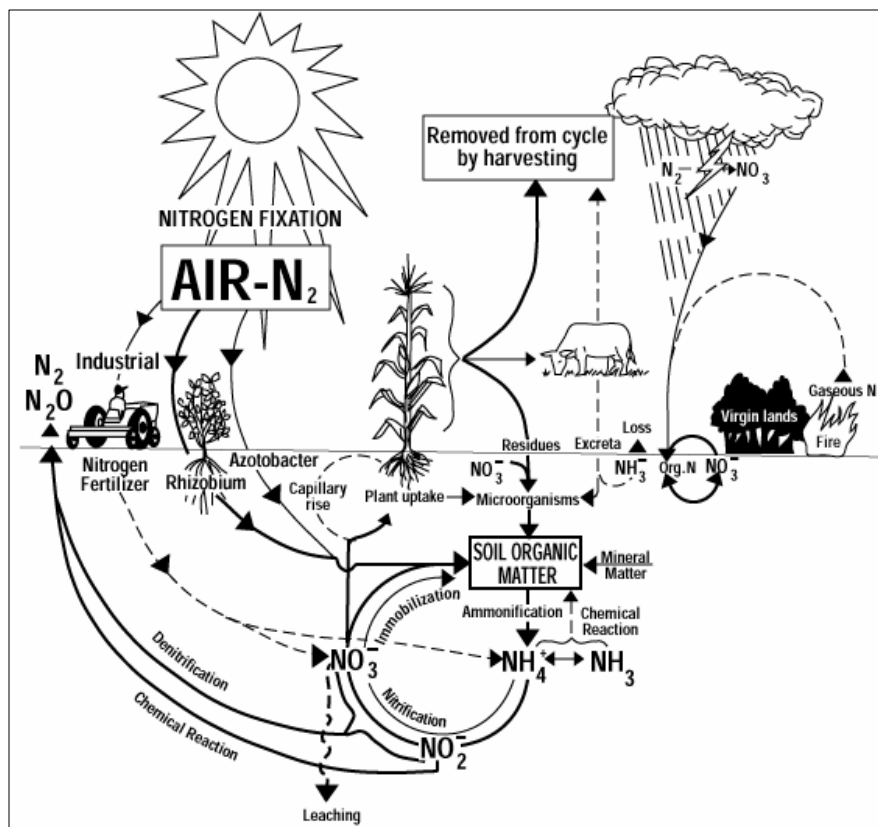 Removed from cycle
by harvesting
N₂ NO₃
NITROGEN FIXATION
AIR-N₂
N₂
N₂O
Industrial
Gaseous N
Virgin lands
Fire
Nitrogen
Fertilizer
Rhizobium
Azotobacter
Capillary
rise
Plant uptake
Residues
NO₃⁻
Microorganisms
Excreta
Loss
NH₃⁻
Org.N
NO₃⁻
SOIL ORGANIC
MATTER
Mineral
Matter
Immobilization
Ammonification
Chemical
Reaction
NO₃⁻
NH₄⁺
NH₃
Denitrification
Nitrification
Chemical Reaction
NO₂⁻
Leaching